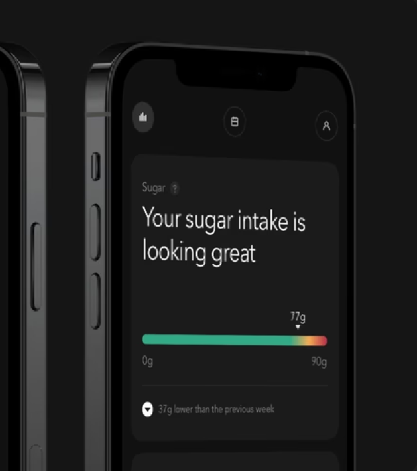 Sugar ?
Your sugar intake is
looking great
77g
0g 90g
37g lower than the previous week